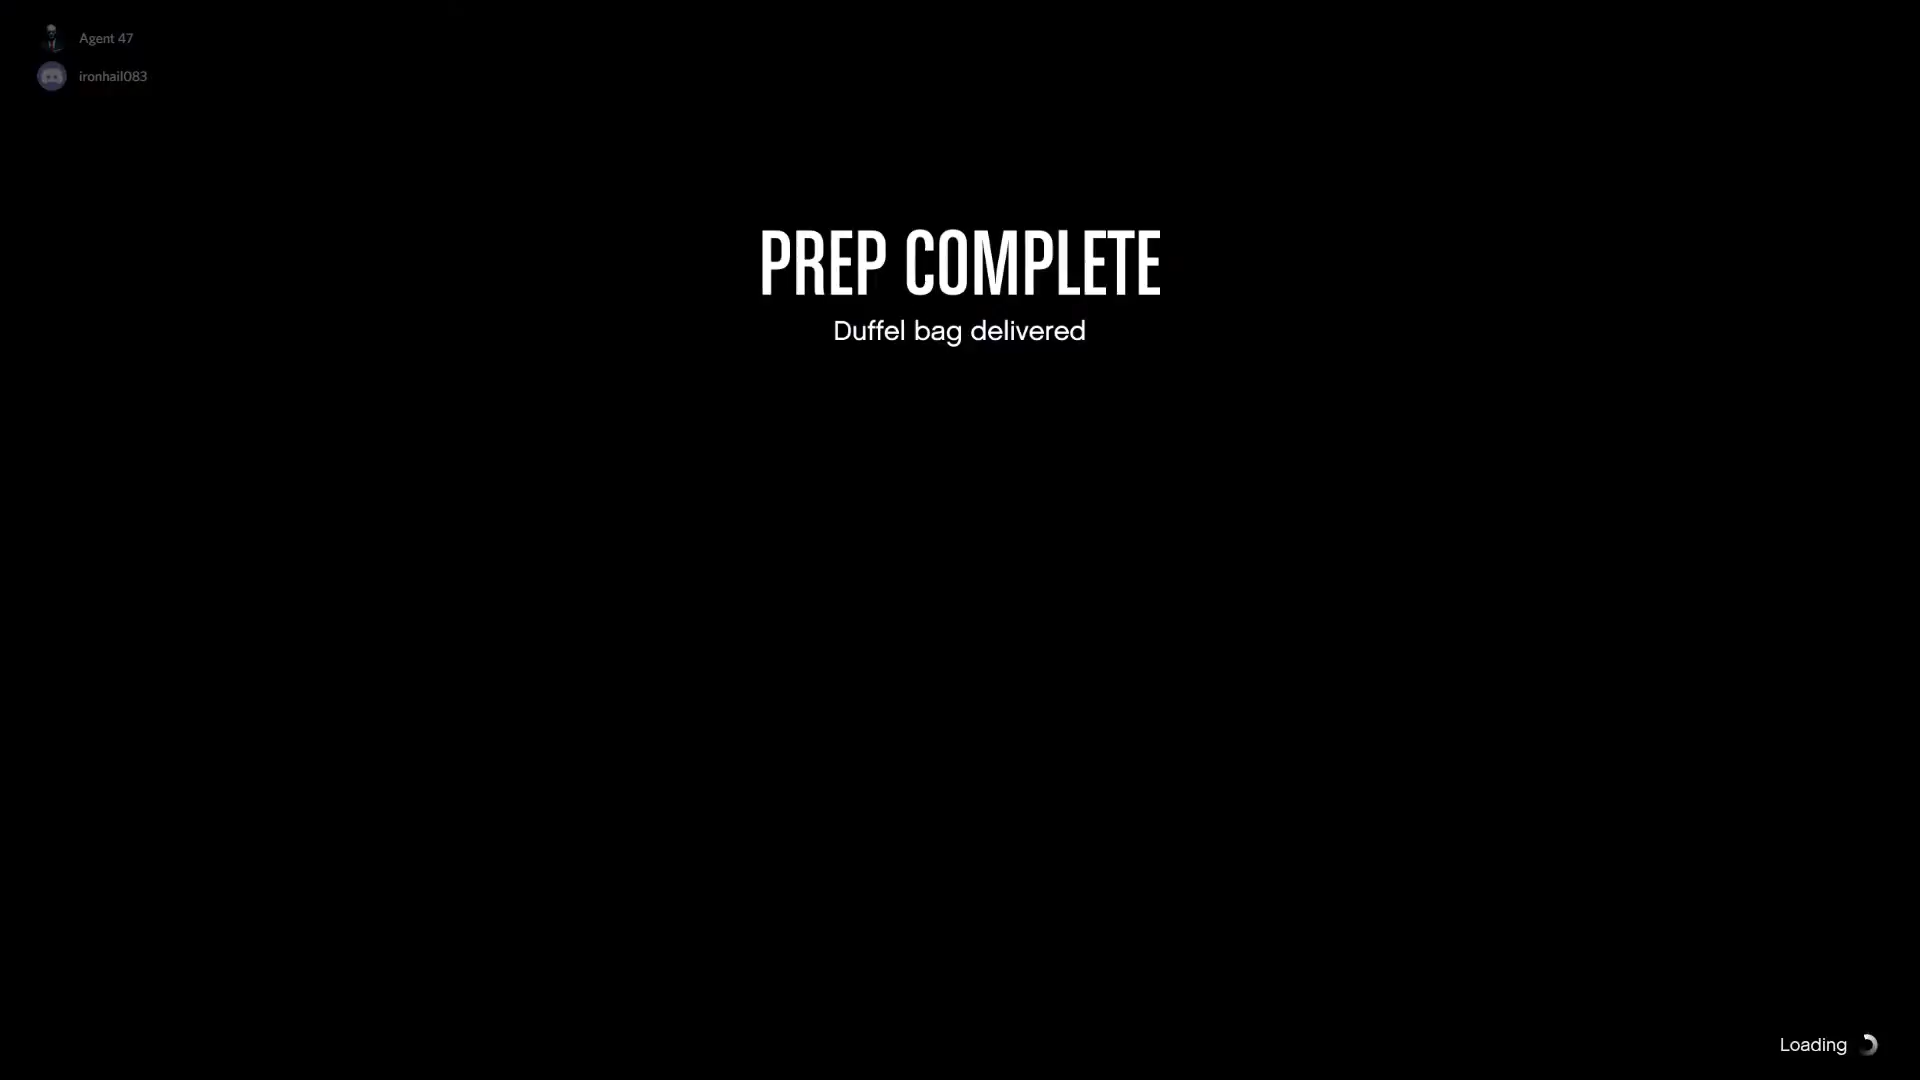 Agent 47
ironhail083
PREP COMPLETE
Duffel bag delivered
Loading